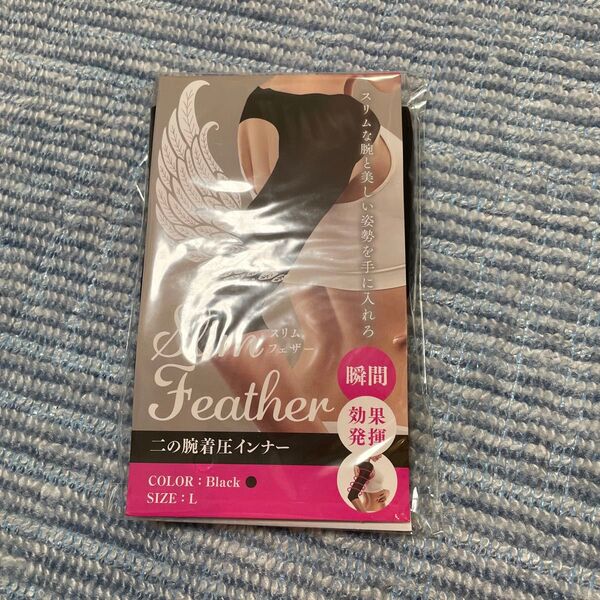 スリムな腕と美しい姿勢を手に入れろ
Slim
スリム
フェザー
Feather
瞬間
効果
発揮
二の腕着圧インナー
COLOR：Black
SIZE：L